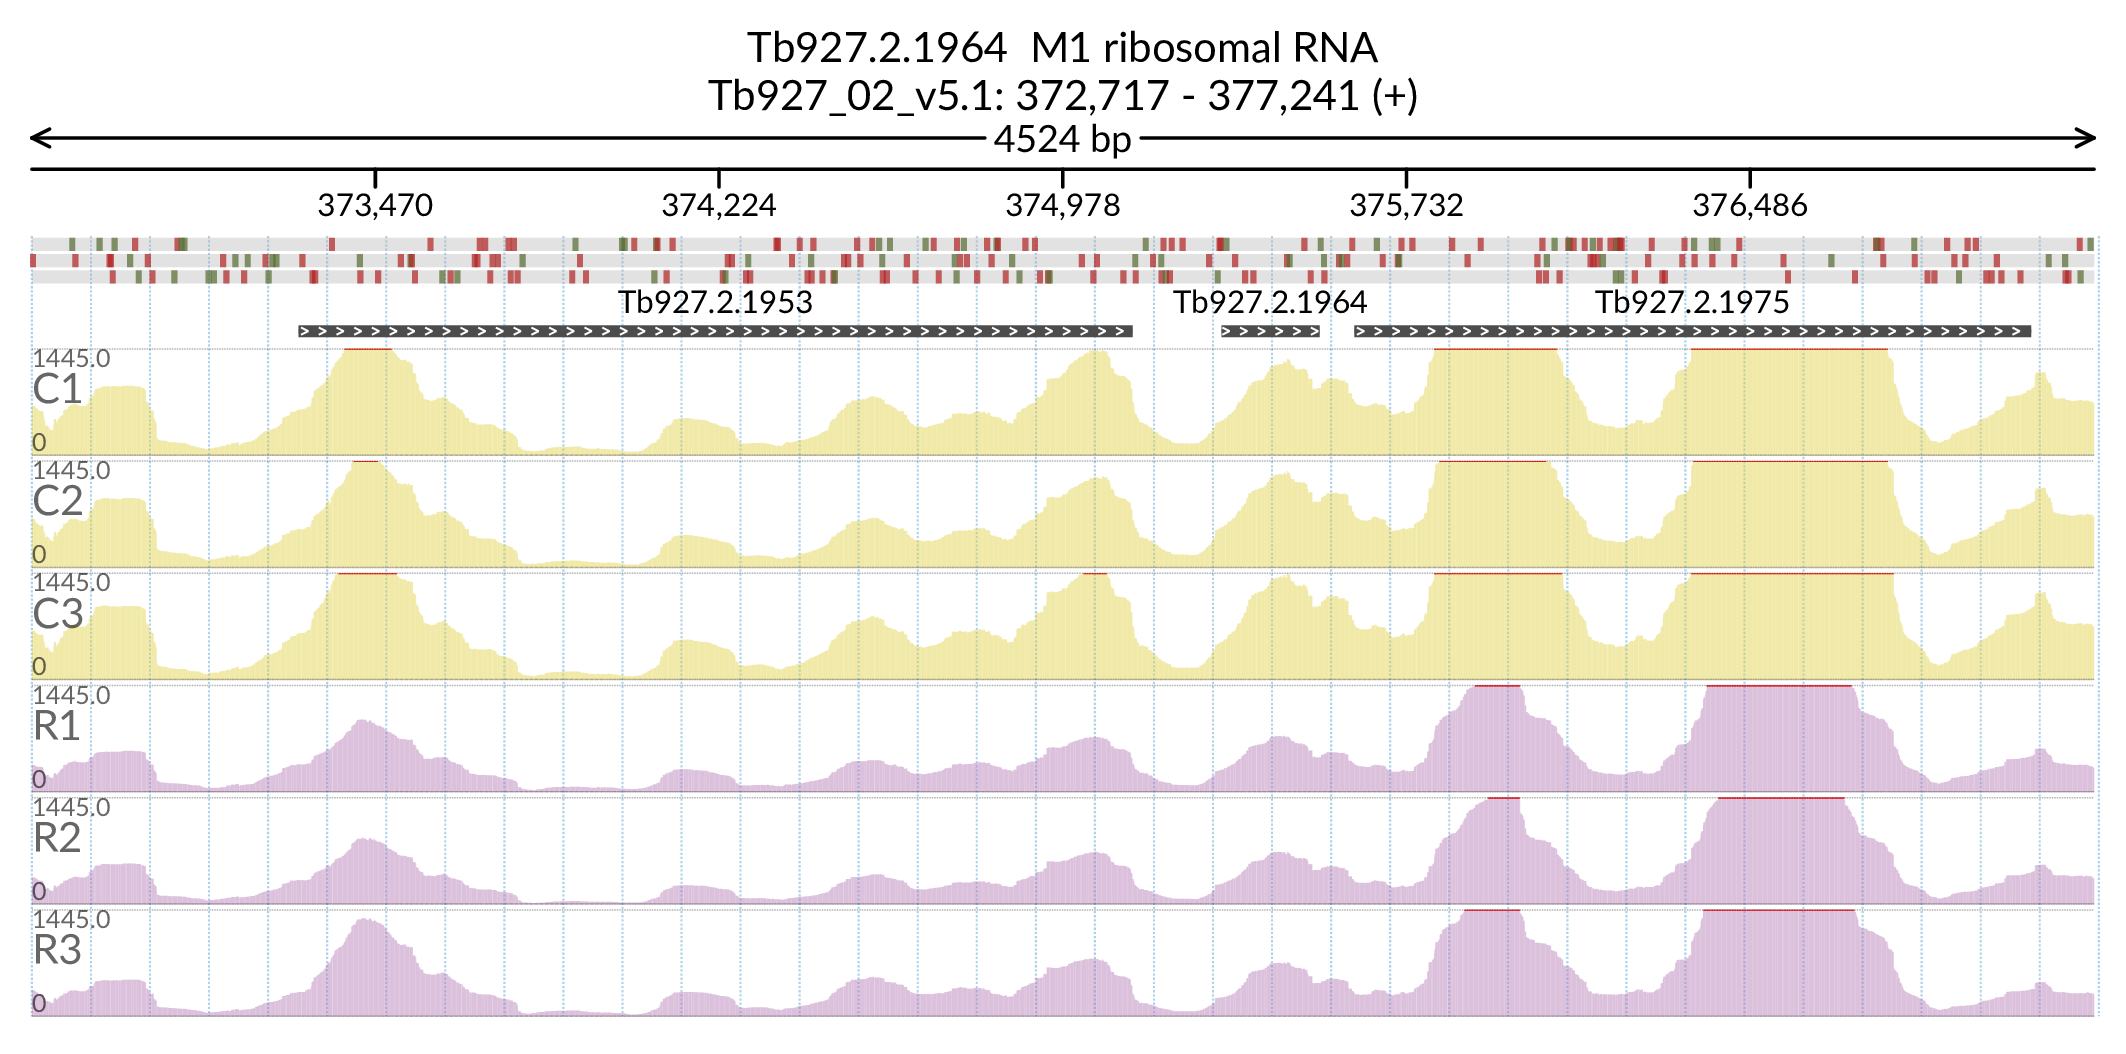 Tb927.2.1964  M1 ribosomal RNA
Tb927_02_v5.1: 372,717 - 377,241 (+)
4524 bp
373,470 374,224 374,978 375,732 376,486
Tb927.2.1953 Tb927.2.1964 Tb927.2.1975
1445.0
C1
0
1445.0
C2
0
1445.0
C3
0
1445.0
R1
0
1445.0
R2
0
1445.0
R3
0